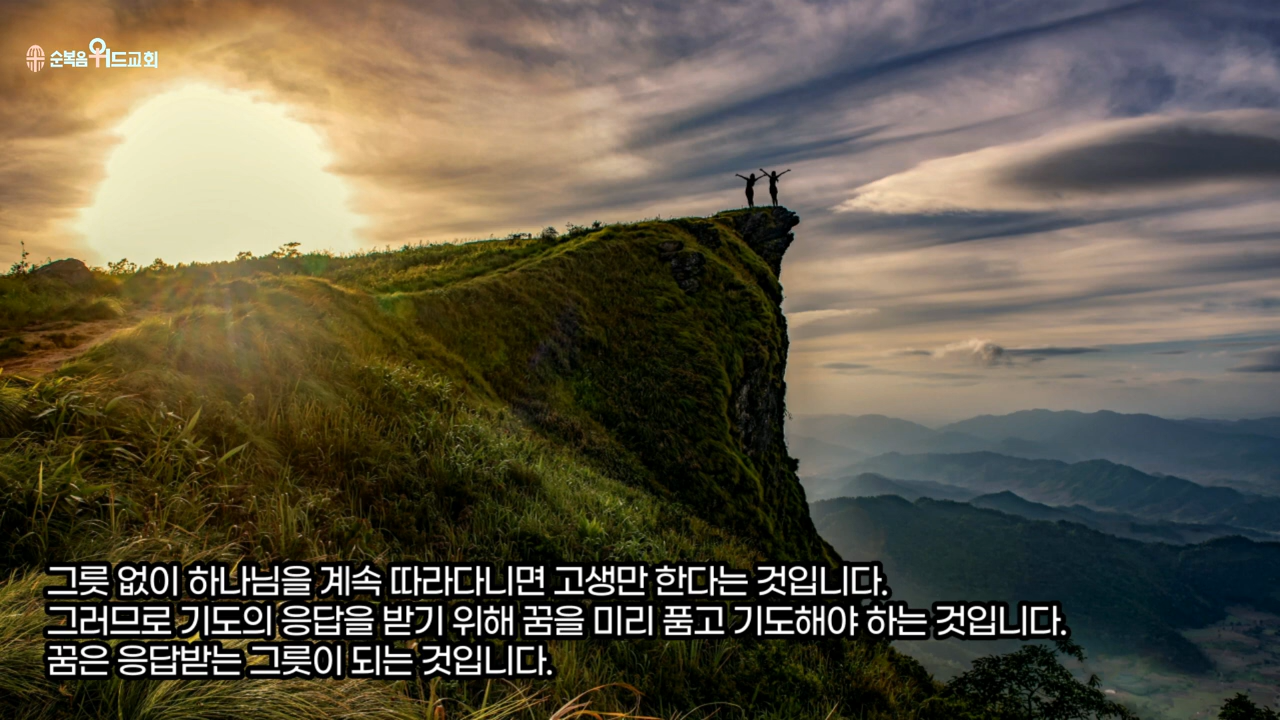 순복음워드교회
그릇 없이 하나님을 계속 따라다니면 고생만 한다는 것입니다.
그러므로 기도의 응답을 받기 위해 꿈을 미리 품고 기도해야 하는 것입니다.
꿈은 응답받는 그릇이 되는 것입니다.